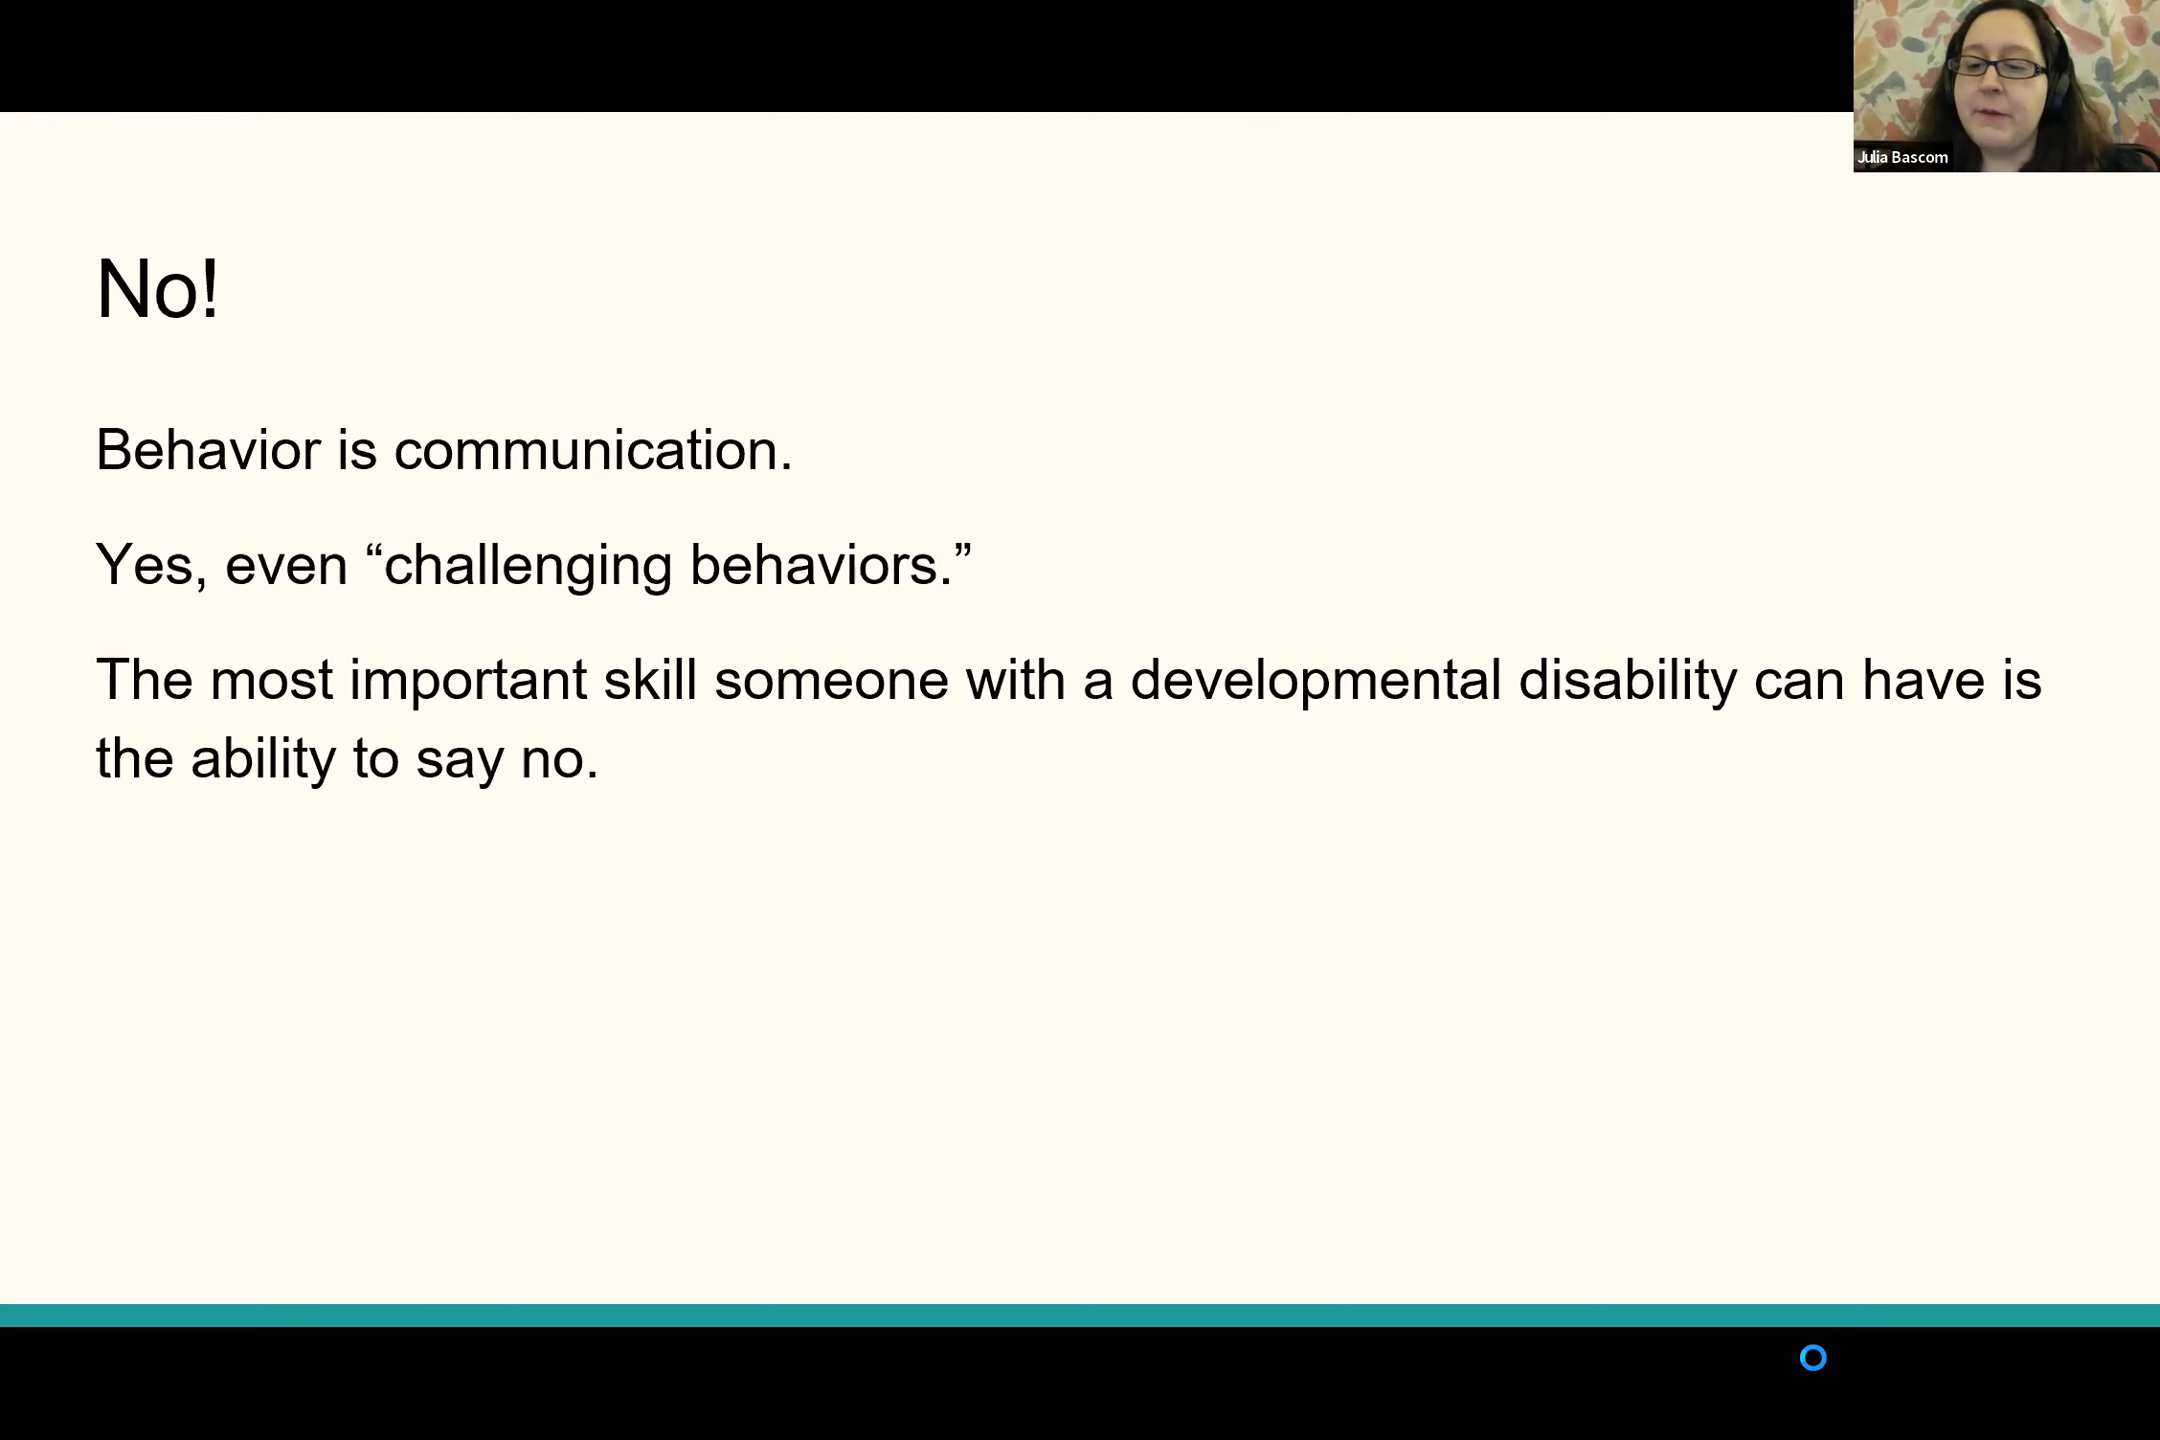 Julia Bascom
No!
Behavior is communication.
Yes, even “challenging behaviors.”
The most important skill someone with a developmental disability can have is
the ability to say no.